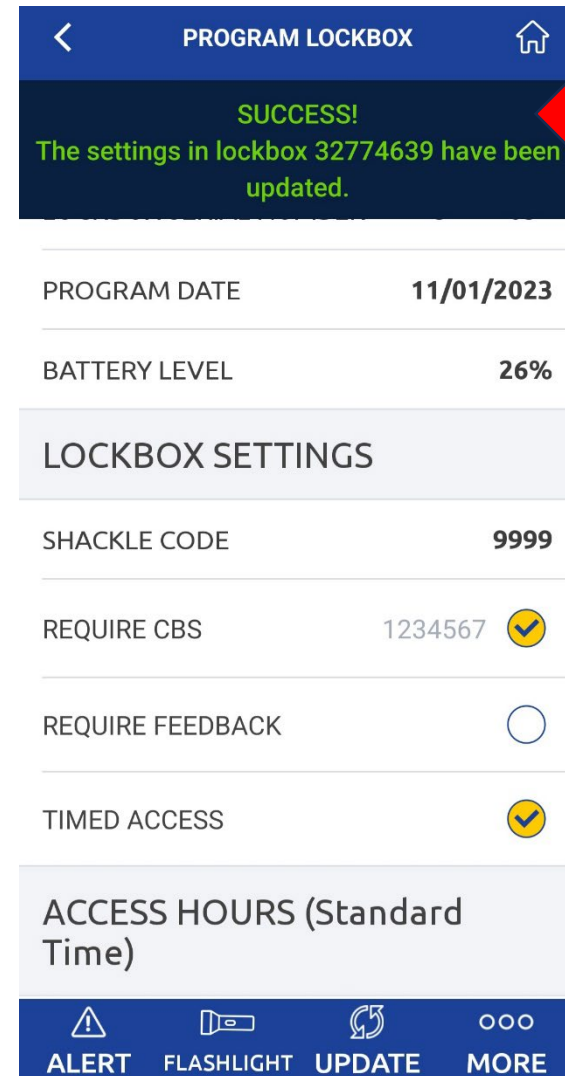 PROGRAM LOCKBOX
SUCCESS!
The settings in lockbox 32774639 have been
updated.
PROGRAM DATE 11/01/2023
BATTERY LEVEL 26%
LOCKBOX SETTINGS
SHACKLE CODE 9999
REQUIRE CBS 1234567
REQUIRE FEEDBACK
TIMED ACCESS
ACCESS HOURS (Standard
Time)
ALERT FLASHLIGHT UPDATE MORE